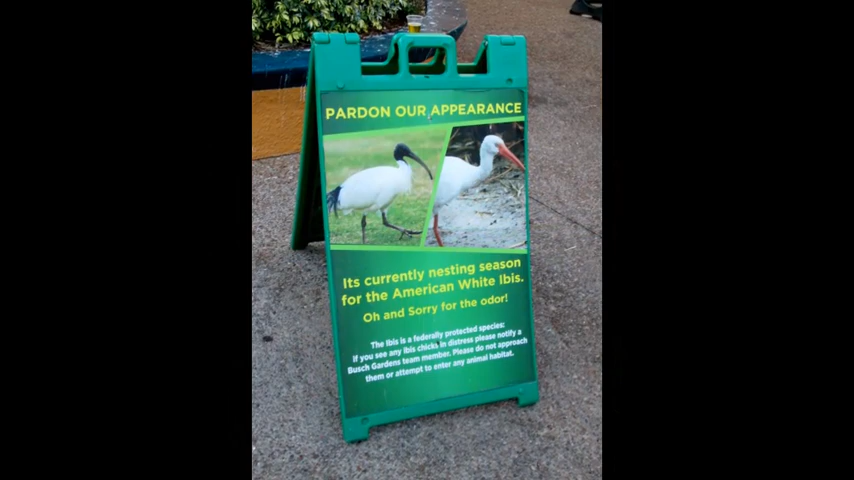 PARDON OUR APPEARANCE
Its currently nesting season
for the American White Ibis.
Oh and Sorry for the odor!
The Ibis is a federally protected species:
If you see any Ibis chicks in distress please notify a
Busch Gardens team member. Please do not approach
them or attempt to enter any animal habitat.